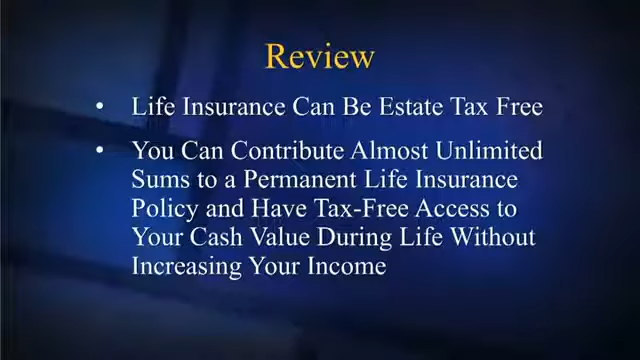 Review
• Life Insurance Can Be Estate Tax Free
• You Can Contribute Almost Unlimited
Sums to a Permanent Life Insurance
Policy and Have Tax-Free Access to
Your Cash Value During Life Without
Increasing Your Income